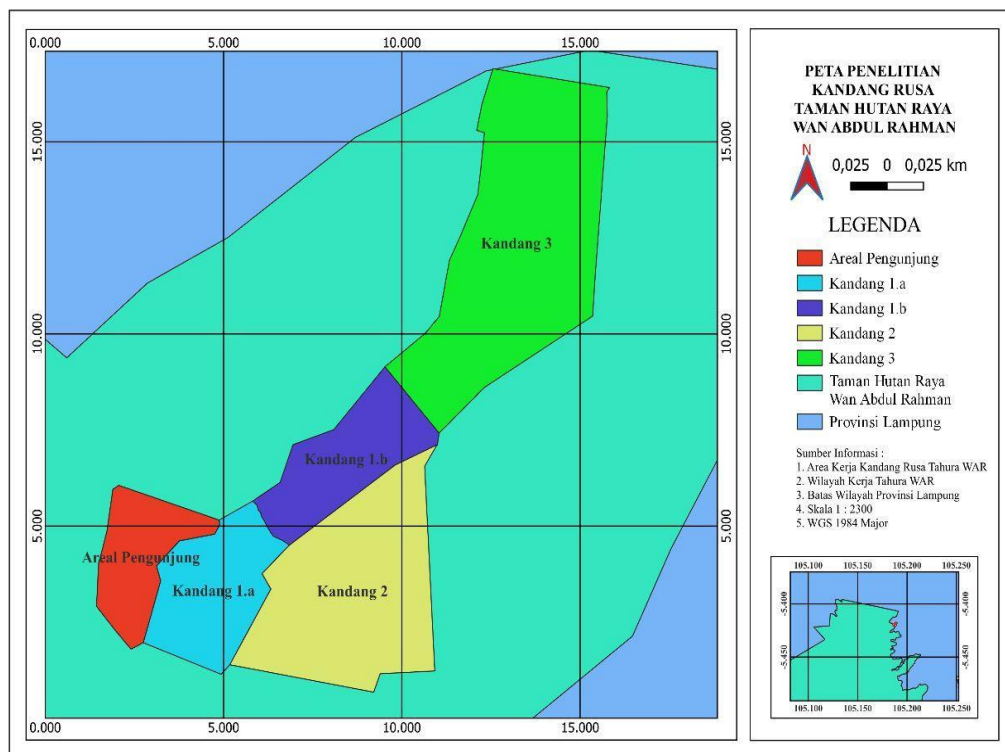 0.000 5.000 10.000 15.000
15.000 15.000
10.000 10.000
5.000 5.000
0.000 5.000 10.000 15.000
Kandang 3
Kandang 1.b
Areal Pengunjung
Kandang 1.a
Kandang 2
PETA PENELITIAN
KANDANG RUSA
TAMAN HUTAN RAYA
WAN ABDUL RAHMAN
N
0,025 0 0,025 km
LEGENDA
Areal Pengunjung
Kandang 1.a
Kandang 1.b
Kandang 2
Kandang 3
Taman Hutan Raya
Wan Abdul Rahman
Provinsi Lampung
Sumber Informasi :
1. Area Kerja Kandang Rusa Tahura WAR
2. Wilayah Kerja Tahura WAR
3. Batas Wilayah Provinsi Lampung
4. Skala 1 : 2300
5. WGS 1984 Major
105.100 105.150 105.200 105.250
-5.400 -5.400
-5.450 -5.450
105.100 105.150 105.200 105.250